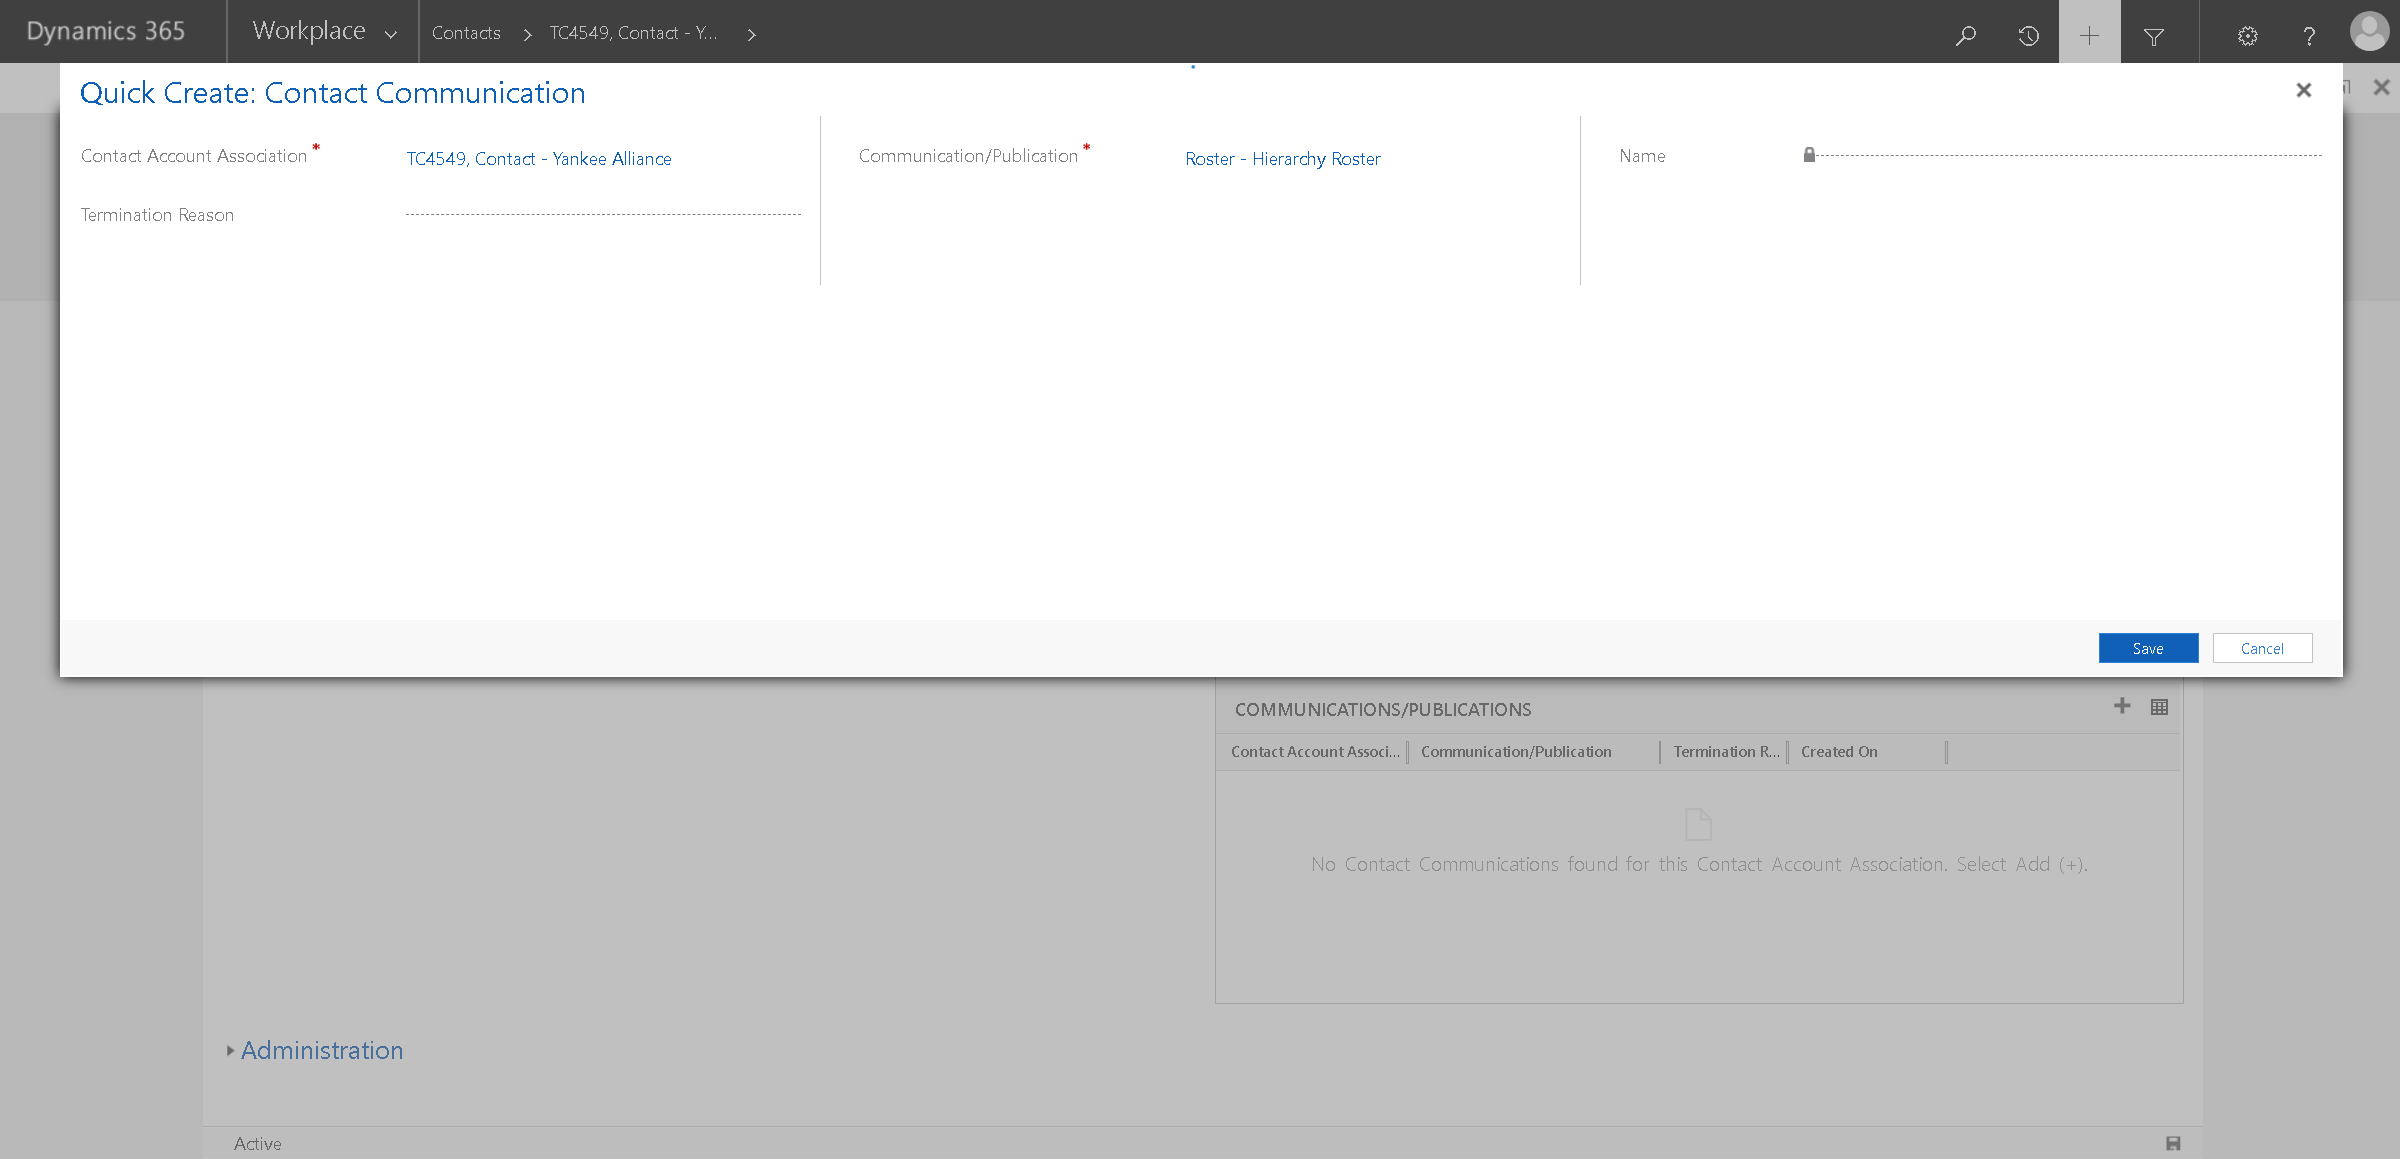 Dynamics 365
Workplace
Contacts
TC4549, Contact - Y...
?
Quick Create: Contact Communication
Contact Account Association *
TC4549, Contact - Yankee Alliance
Communication/Publication *
Roster - Hierarchy Roster
Name
Termination Reason
Save
Cancel
COMMUNICATIONS/PUBLICATIONS
Contact Account Associ...
Communication/Publication
Termination R...
Created On
No Contact Communications found for this Contact Account Association. Select Add (+).
Administration
Active